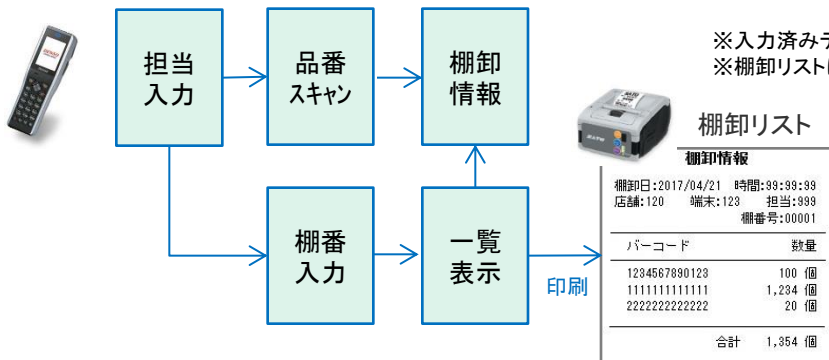 担当
入力
品番
スキャン
棚卸
情報
棚番
入力
一覧
表示
印刷
※入力済みデ
※棚卸リストは
棚卸リスト
棚卸情報
棚卸日:2017/04/21 時間:99:99:99
店舗:120 端末:123 担当:999
棚番号:00001
バーコード 数量
1234567890123 100 個
1111111111111 1,234 個
2222222222222 20 個
合計 1,354 個